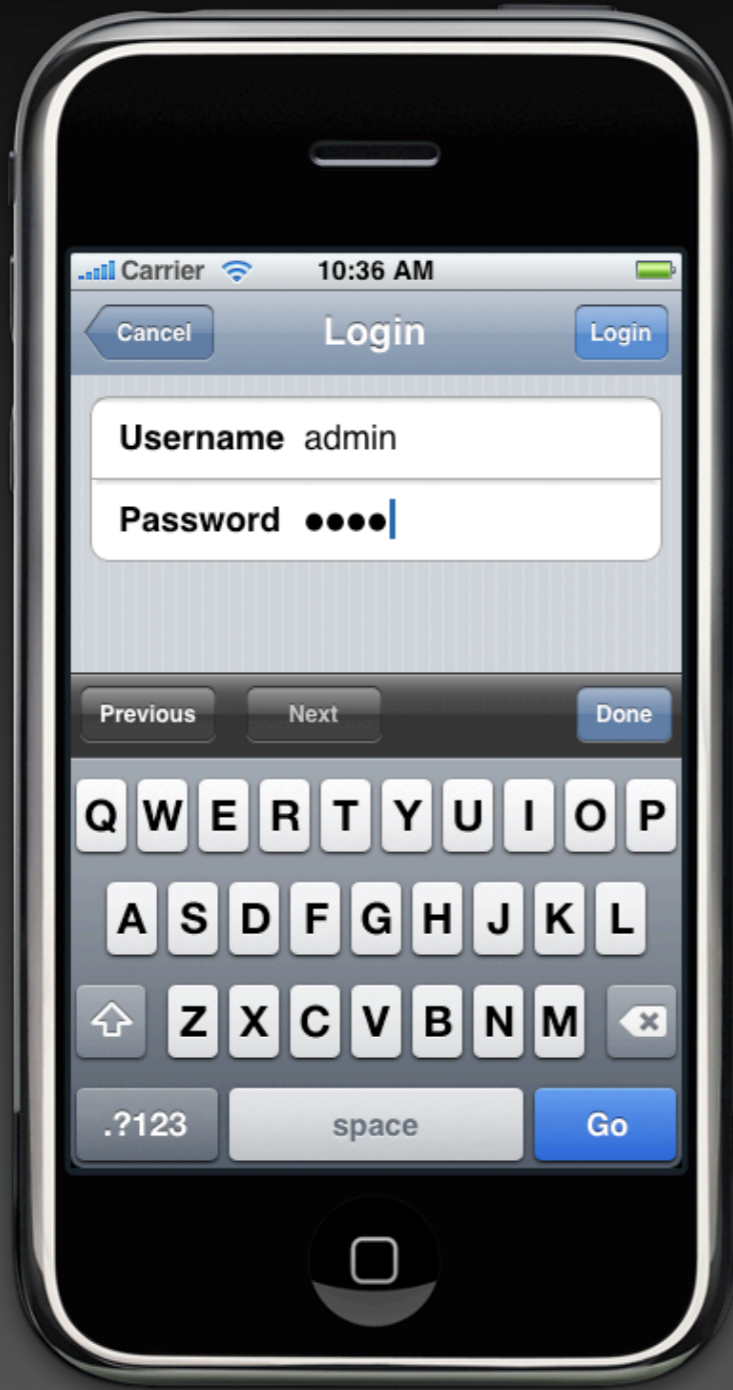 Carrier 10:36 AM
Cancel Login Login
Username admin
Password ••••
Previous Next Done
Q W E R T Y U I O P
A S D F G H J K L
Z X C V B N M
.?123 space Go